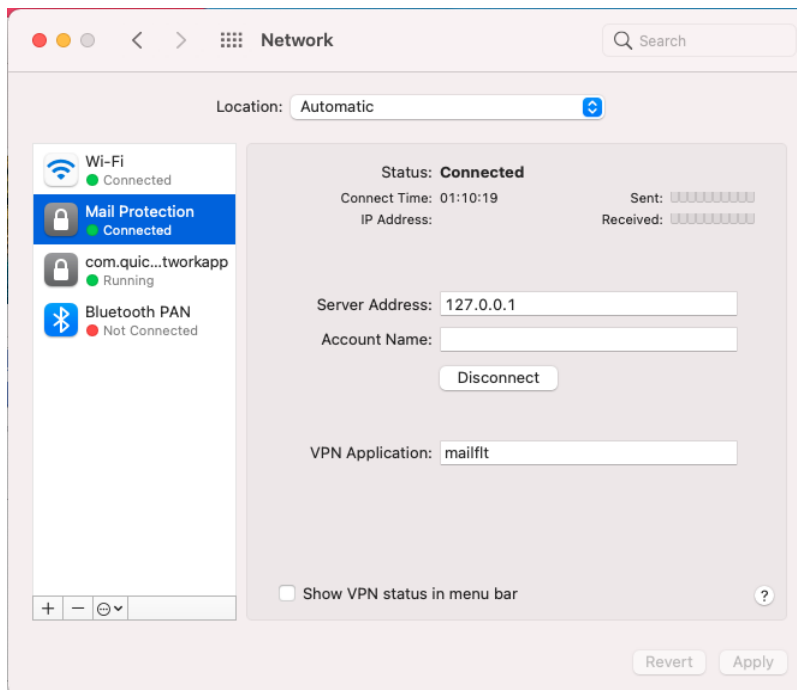 Network
Search
Location: Automatic
Wi-Fi
Connected
Mail Protection
Connected
com.quic...tworkapp
Running
Bluetooth PAN
Not Connected
Status: Connected
Connect Time: 01:10:19 Sent:
IP Address: Received:
Server Address: 127.0.0.1
Account Name:
Disconnect
VPN Application: mailflt
Show VPN status in menu bar ?
Revert Apply